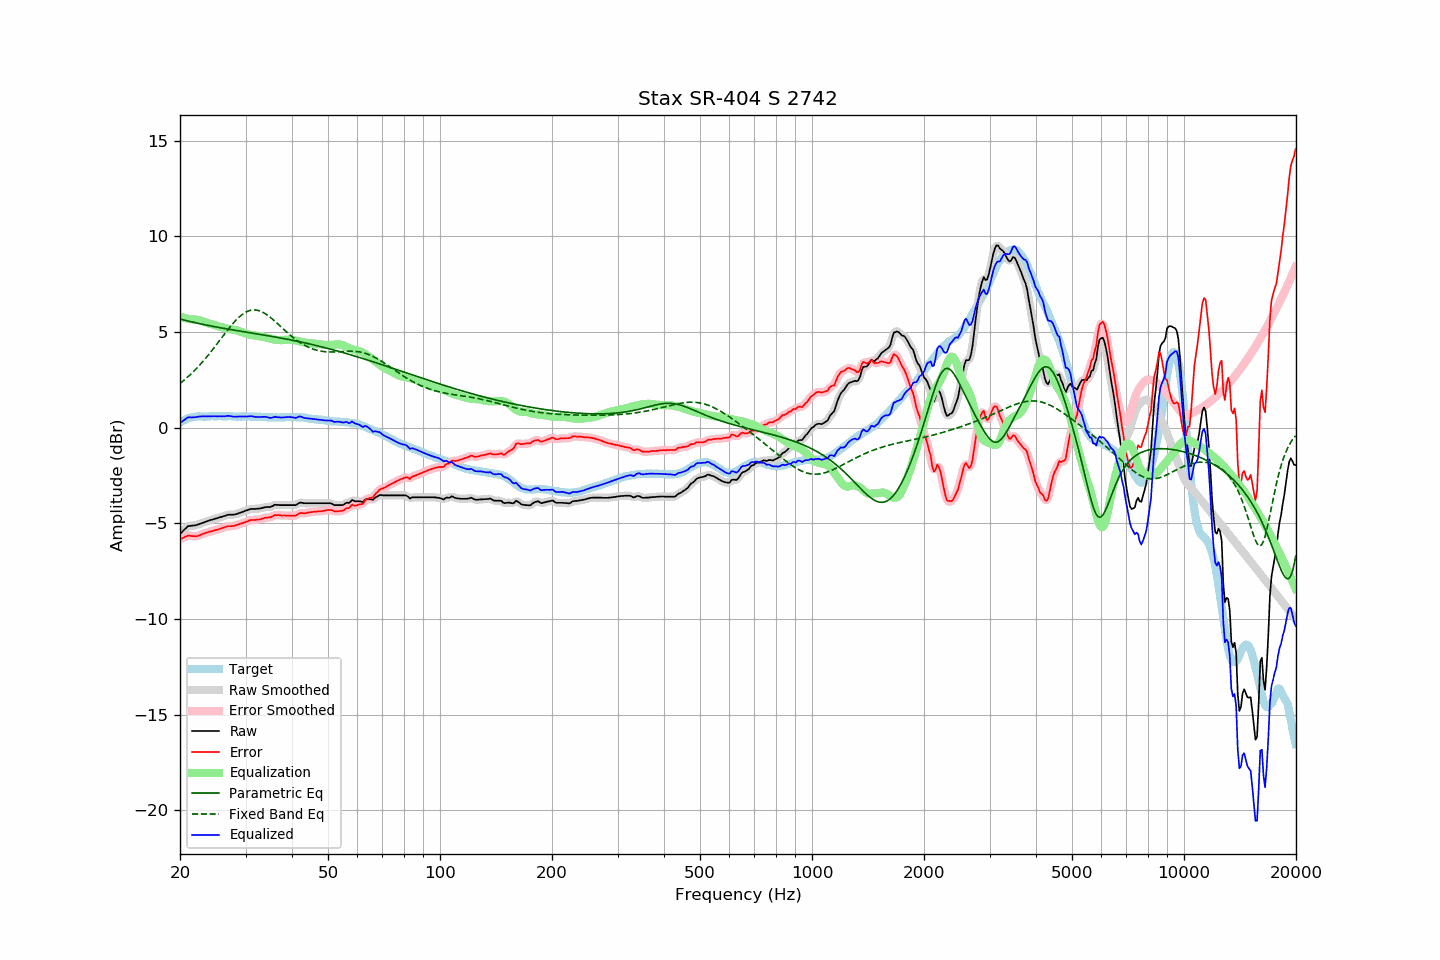 Stax SR-404 S 2742
Amplitude (dBr)
15
10
5
0
−5
−10
−15
−20
Target
Raw Smoothed
Error Smoothed
Raw
Error
Equalization
Parametric Eq
Fixed Band Eq
Equalized
20 50 100 200 500 1000 2000 5000 10000 20000
Frequency (Hz)